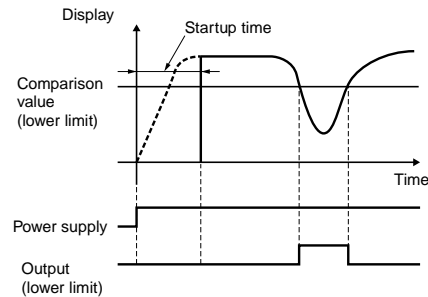 Display
Startup time
Comparison
value
(lower limit)
Time
Power supply
Output
(lower limit)